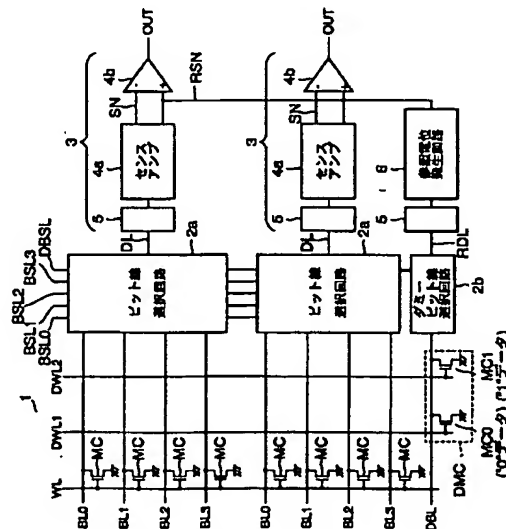 1
WL
DWL1
DWL2
BSL0
BSL1
BSL2
BSL3
DBSL
BL0
BL1
BL2
BL3
MC
MC
MC
MC
ビット線
選択回路
2a
DL
5
センス
アンプ
4a
SN
4b
OUT
3
RSN
BL0
BL1
BL2
BL3
MC
MC
MC
MC
ビット線
選択回路
2a
DL
5
センス
アンプ
4a
SN
4b
OUT
3
DBL
DMC
MC0
("0"データ)
MC1
("1"データ)
ダミー
ビット線
選択回路
2b
RDL
5
参照電位
発生回路
6